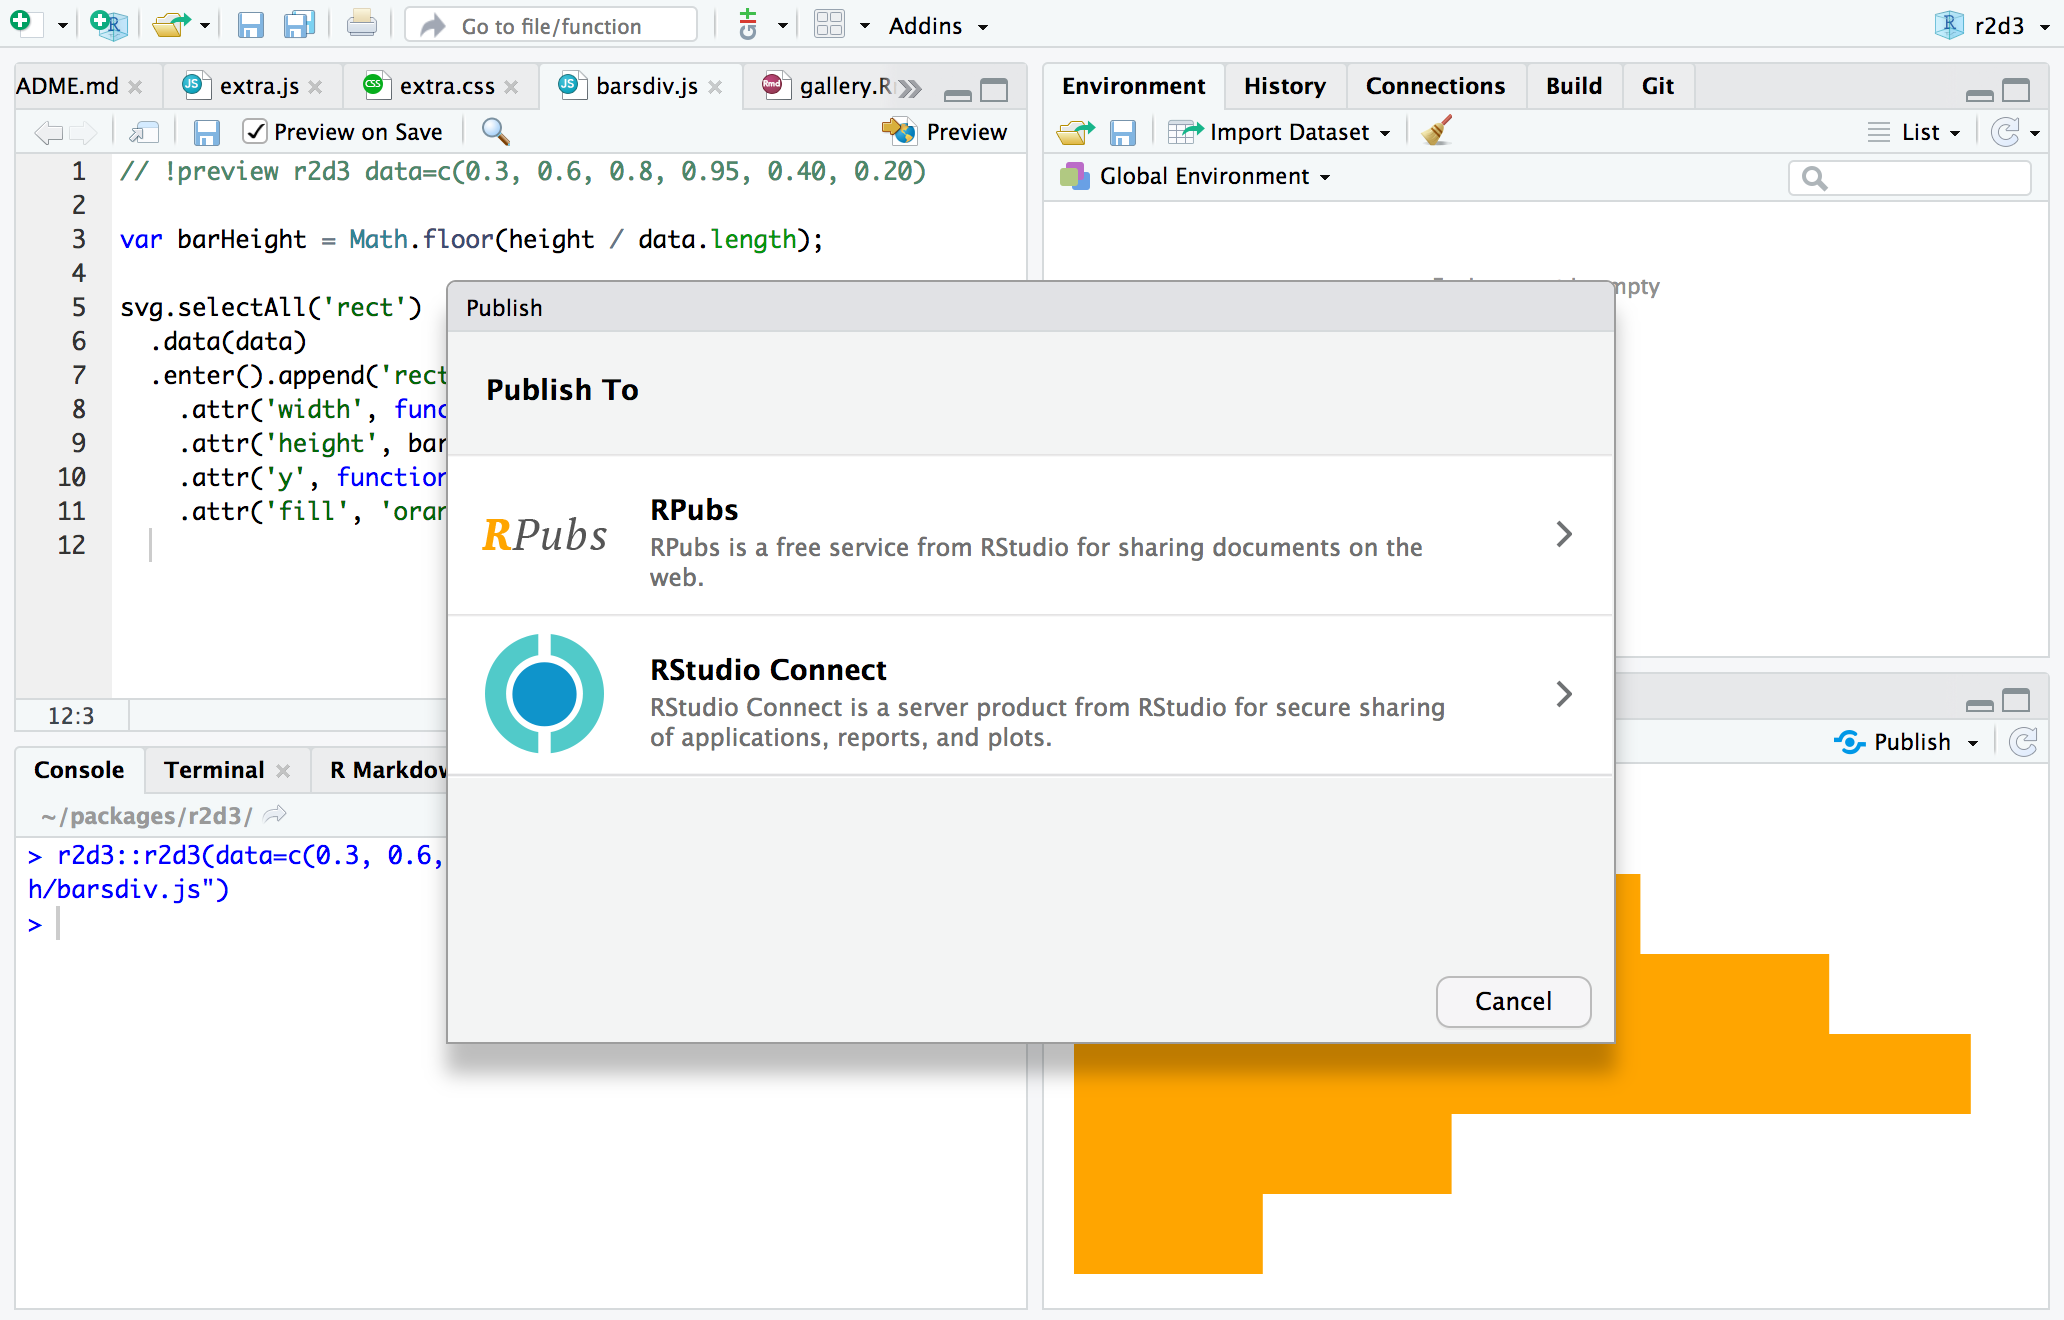 Go to file/function
Addins
r2d3
ADME.md
extra.js
extra.css
barsdiv.js
gallery.R
Preview on Save
Preview
1 // !preview r2d3 data=c(0.3, 0.6, 0.8, 0.95, 0.40, 0.20)
2
3 var barHeight = Math.floor(height / data.length);
4
5 svg.selectAll('rect')
6 .data(data)
7 .enter().append('rect
8 .attr('width', func
9 .attr('height', bar
10 .attr('y', function
11 .attr('fill', 'oran
12
12:3
Console
Terminal
R Markdow
~/packages/r2d3/
> r2d3::r2d3(data=c(0.3, 0.6,
h/barsdiv.js")
>
Environment
History
Connections
Build
Git
Import Dataset
List
Global Environment
mpty
Publish
Publish
Publish To
RPubs
RPubs
RPubs is a free service from RStudio for sharing documents on the
web.
RStudio Connect
RStudio Connect is a server product from RStudio for secure sharing
of applications, reports, and plots.
Cancel